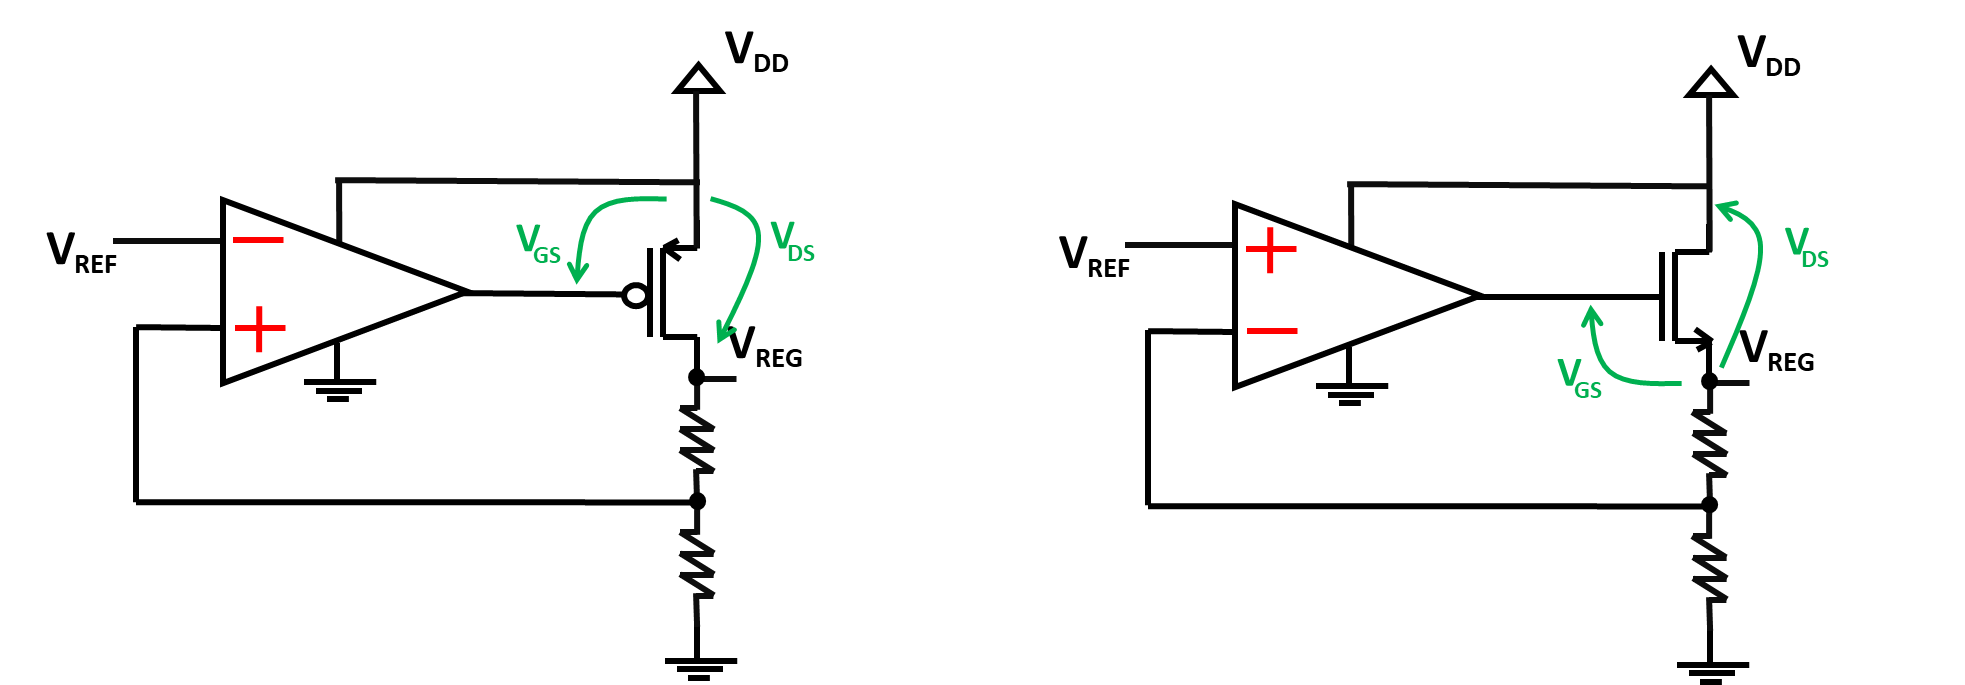 VDD
VREF
−
+
VGS
VDS
VREG
VDD
VREF
+
−
VGS
VDS
VREG